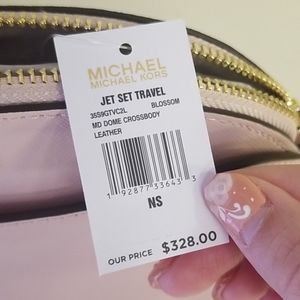 MICHAEL
MICHAEL KORS
JET SET TRAVEL
35S9GTVC2L BLOSSOM
MD DOME CROSSBODY
LEATHER
1 92877 33643 3
NS
OUR PRICE $328.00